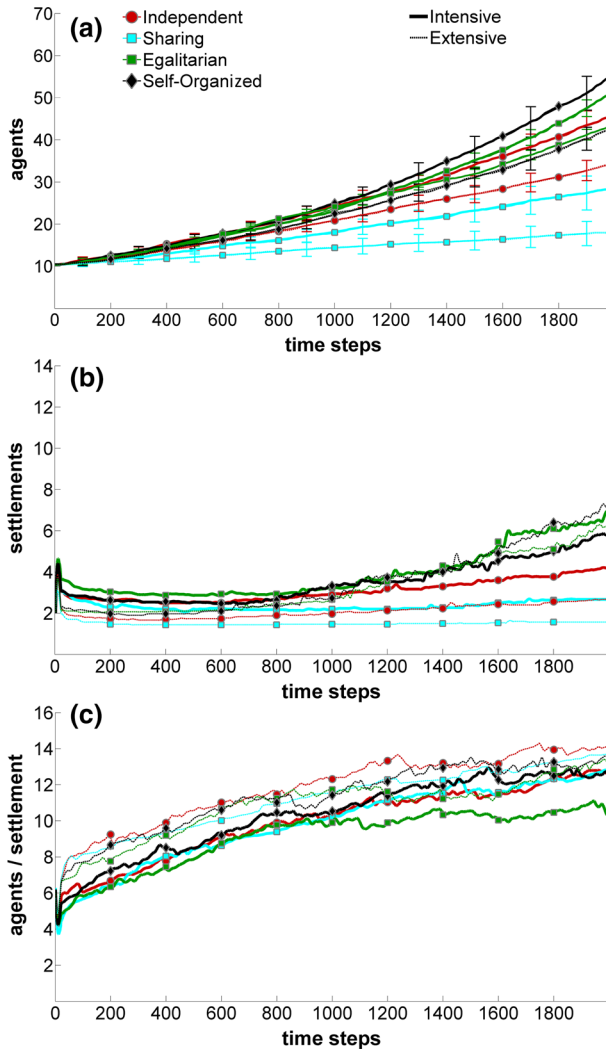 70
60
50
40
30
20
10
agents
(a)
Independent
Sharing
Egalitarian
Self-Organized
Intensive
Extensive
0 200 400 600 800 1000 1200 1400 1600 1800
time steps
14
12
10
8
6
4
2
settlements
(b)
0 200 400 600 800 1000 1200 1400 1600 1800
time steps
16
14
12
10
8
6
4
2
agents / settlement
(c)
0 200 400 600 800 1000 1200 1400 1600 1800
time steps